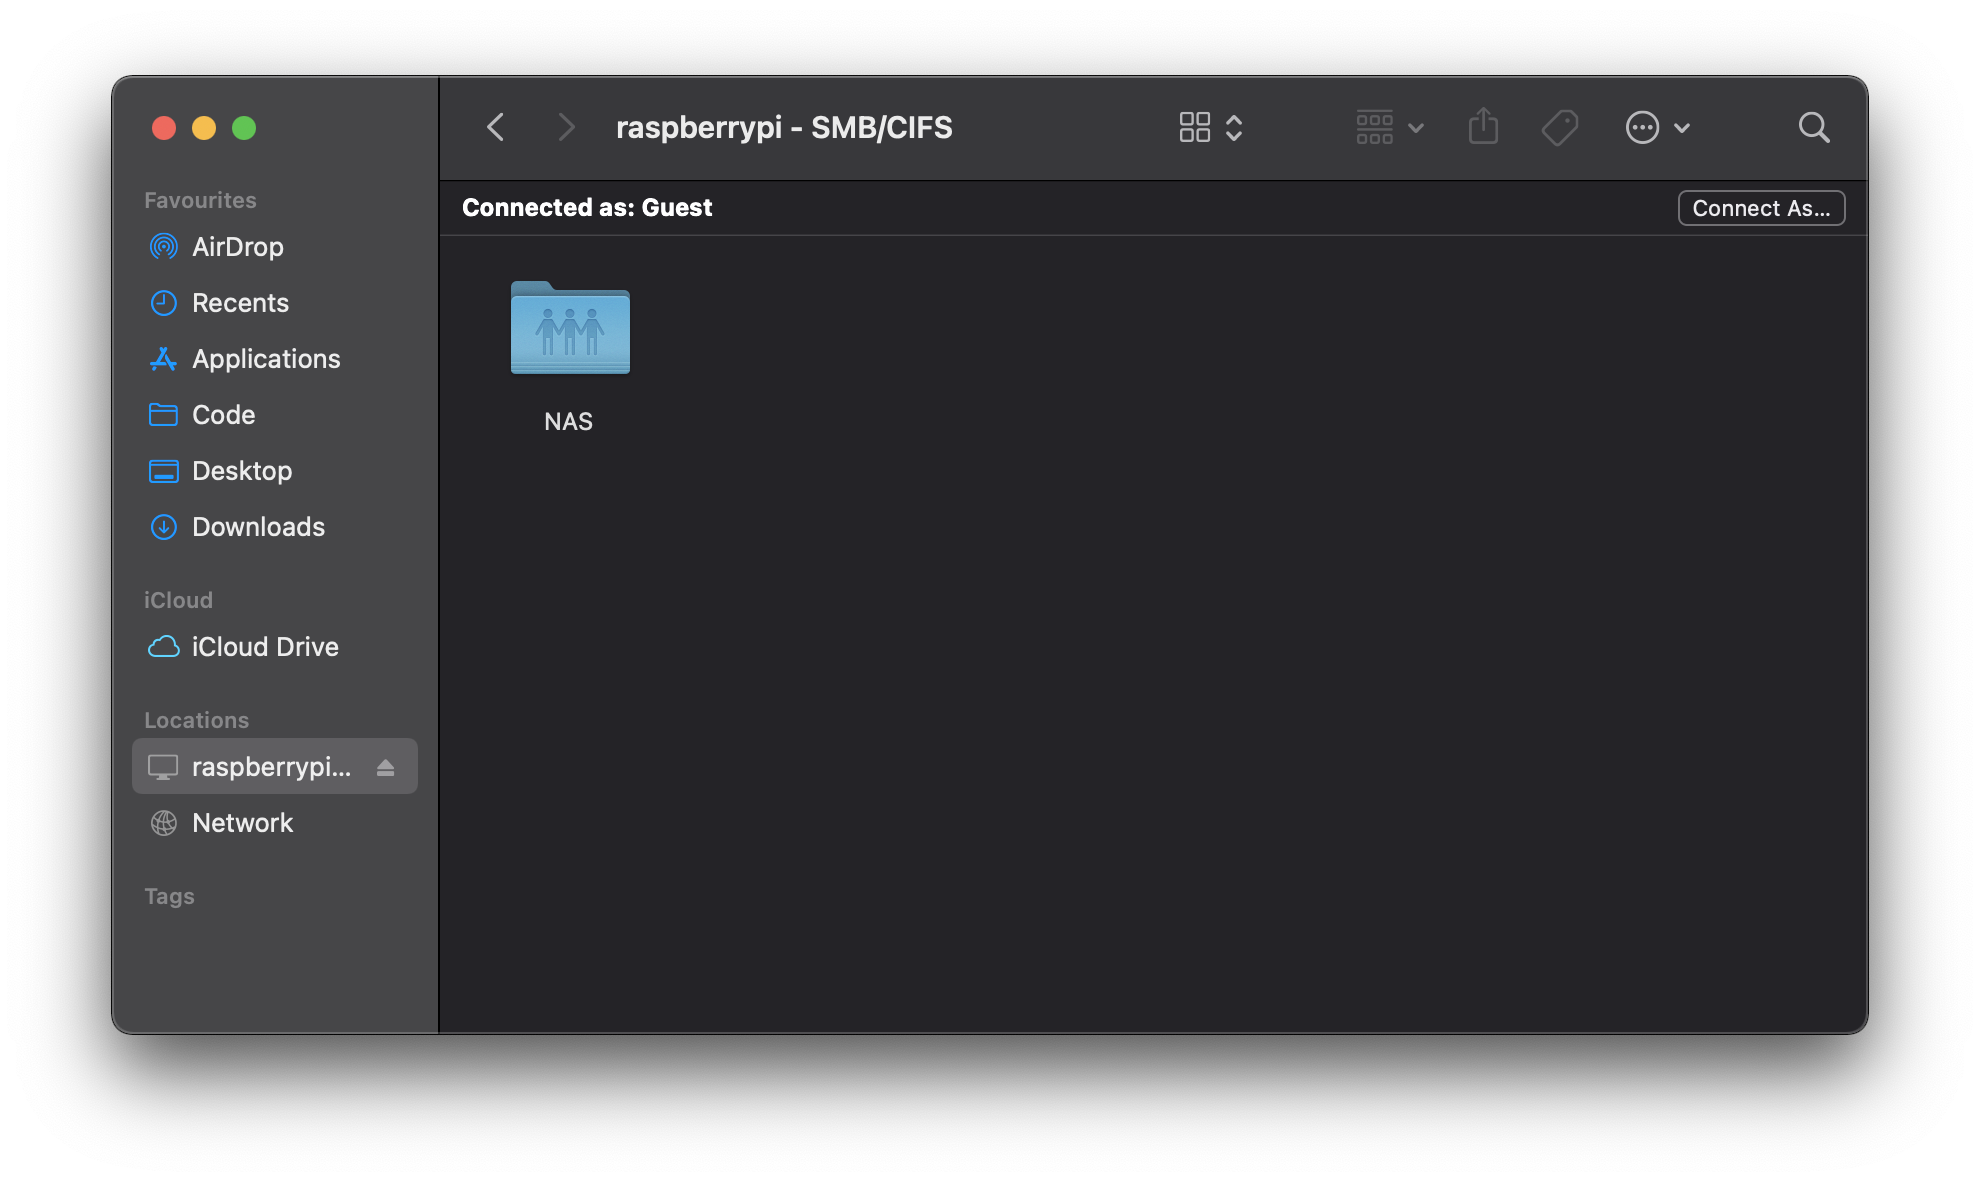 raspberrypi - SMB/CIFS
Connected as: Guest
Connect As...
Favourites
AirDrop
Recents
Applications
Code
Desktop
Downloads
iCloud
iCloud Drive
Locations
raspberrypi...
Network
Tags
NAS